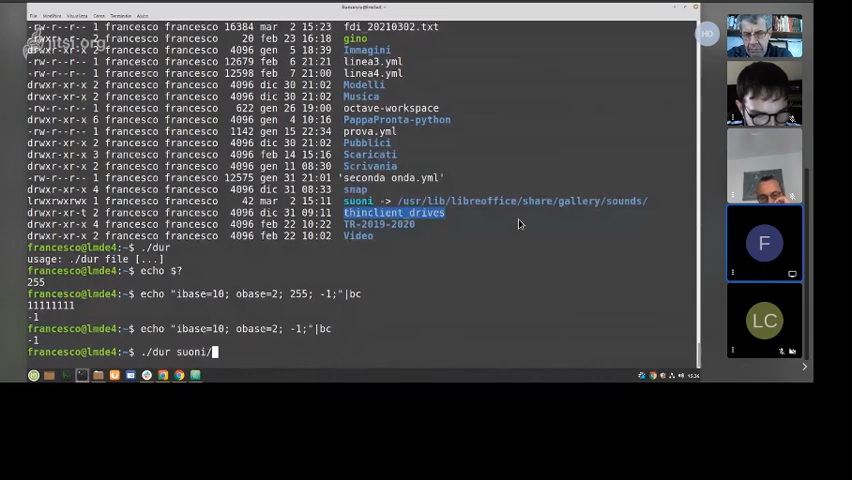 -rw-r--r-- 1 francesco francesco 16384 mar 2 15:23 fdi_20210302.txt
-rw-r--r-- 1 francesco francesco 20 feb 23 16:18 gino
drwxr-xr-x 2 francesco francesco 4096 gen 5 18:39 Immagini
-rw-r--r-- 1 francesco francesco 12679 feb 6 21:21 linea3.yml
-rw-r--r-- 1 francesco francesco 12598 feb 7 21:00 linea4.yml
drwxr-xr-x 2 francesco francesco 4096 dic 30 21:02 Modelli
drwxr-xr-x 2 francesco francesco 4096 dic 30 21:02 Musica
-rw-r--r-- 1 francesco francesco 622 gen 26 19:00 octave-workspace
drwxr-xr-x 6 francesco francesco 4096 gen 4 10:16 PappaPronta-python
-rw-r--r-- 1 francesco francesco 1142 gen 15 22:34 prova.yml
drwxr-xr-x 2 francesco francesco 4096 dic 30 21:02 Pubblici
drwxr-xr-x 3 francesco francesco 4096 feb 14 15:16 Scaricati
drwxr-xr-x 2 francesco francesco 4096 gen 11 08:30 Scrivania
-rw-r--r-- 1 francesco francesco 12575 gen 31 21:01 'seconda onda.yml'
drwxr-xr-x 4 francesco francesco 4096 dic 31 08:33 snap
lrwxrwxrwx 1 francesco francesco 42 mar 2 15:11 suoni -> /usr/lib/libreoffice/share/gallery/sounds/
drwxr-xr-t 2 francesco francesco 4096 dic 31 09:11 thinclient_drives
drwxr-xr-x 4 francesco francesco 4096 feb 22 10:22 TR-2019-2020
drwxr-xr-x 6 francesco francesco 4096 feb 22 10:02 Video
francesco@lmde4:~$ ./dur
usage: ./dur file [...]
francesco@lmde4:~$ echo $?
255
francesco@lmde4:~$ echo "ibase=10; obase=2; 255; -1;"|bc
11111111
-1
francesco@lmde4:~$ echo "ibase=10; obase=2; -1;"|bc
-1
francesco@lmde4:~$ ./dur suoni/
jitsi.org
HD
F
LC
15:36